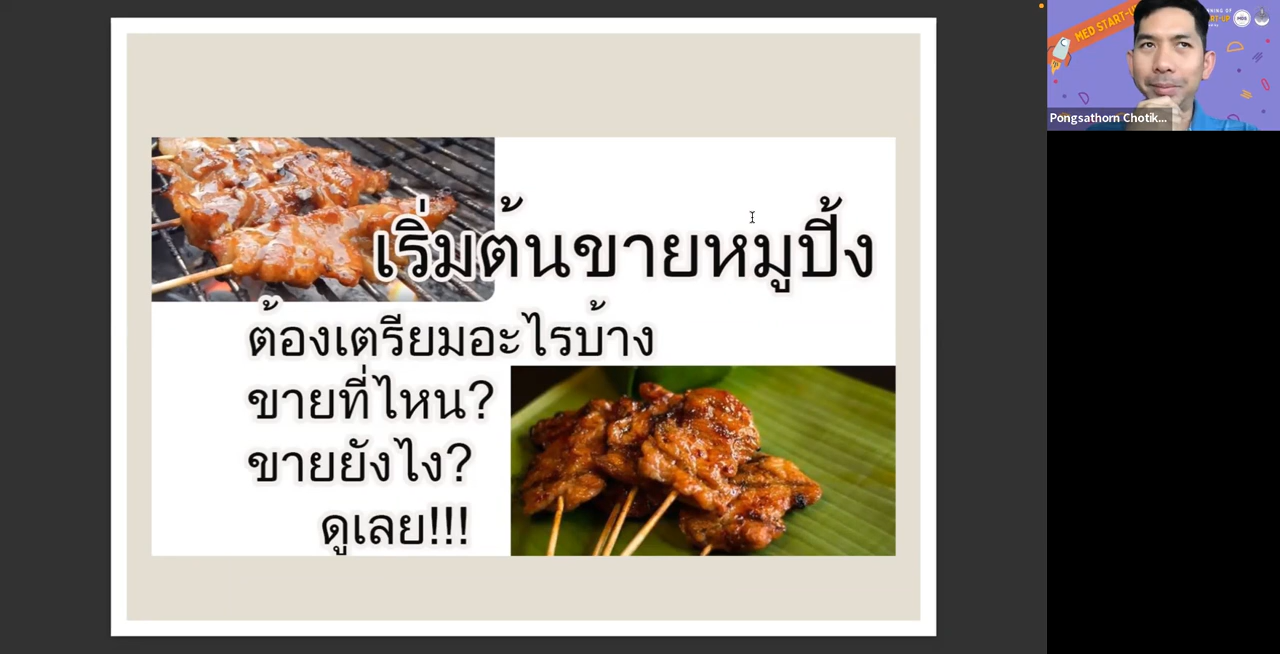 เริ่มต้นขายหมูปิ้ง
ต้องเตรียมอะไรบ้าง
ขายที่ไหน?
ขายยังไง?
ดูเลย!!!
MED START-UP
Pongsathorn Chotik...